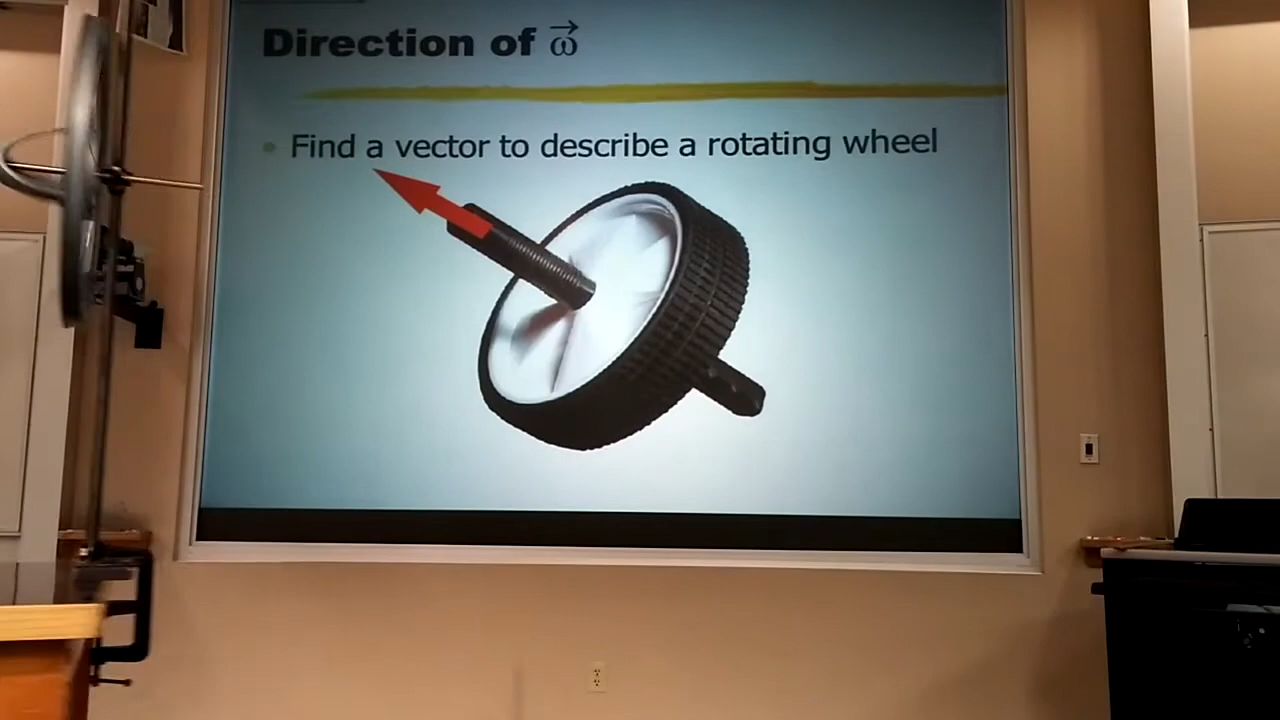 Direction of ω⃗
Find a vector to describe a rotating wheel